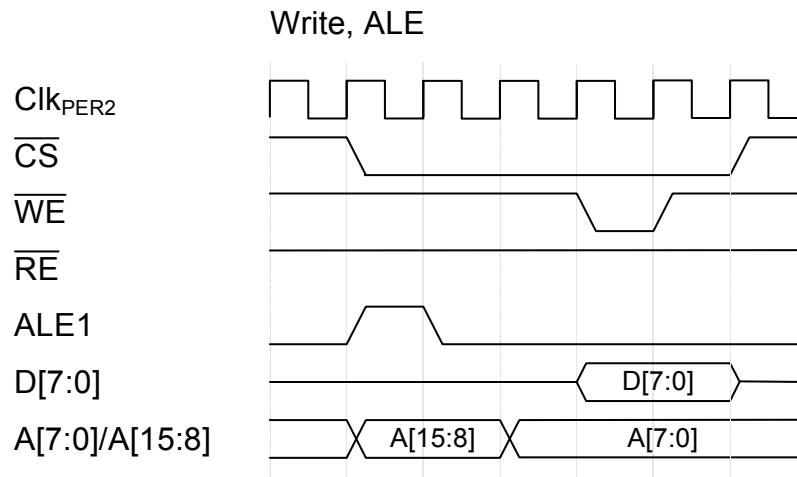 Write, ALE
ClkPER2
CS
WE
RE
ALE1
D[7:0] D[7:0]
A[7:0]/A[15:8] A[15:8] A[7:0]